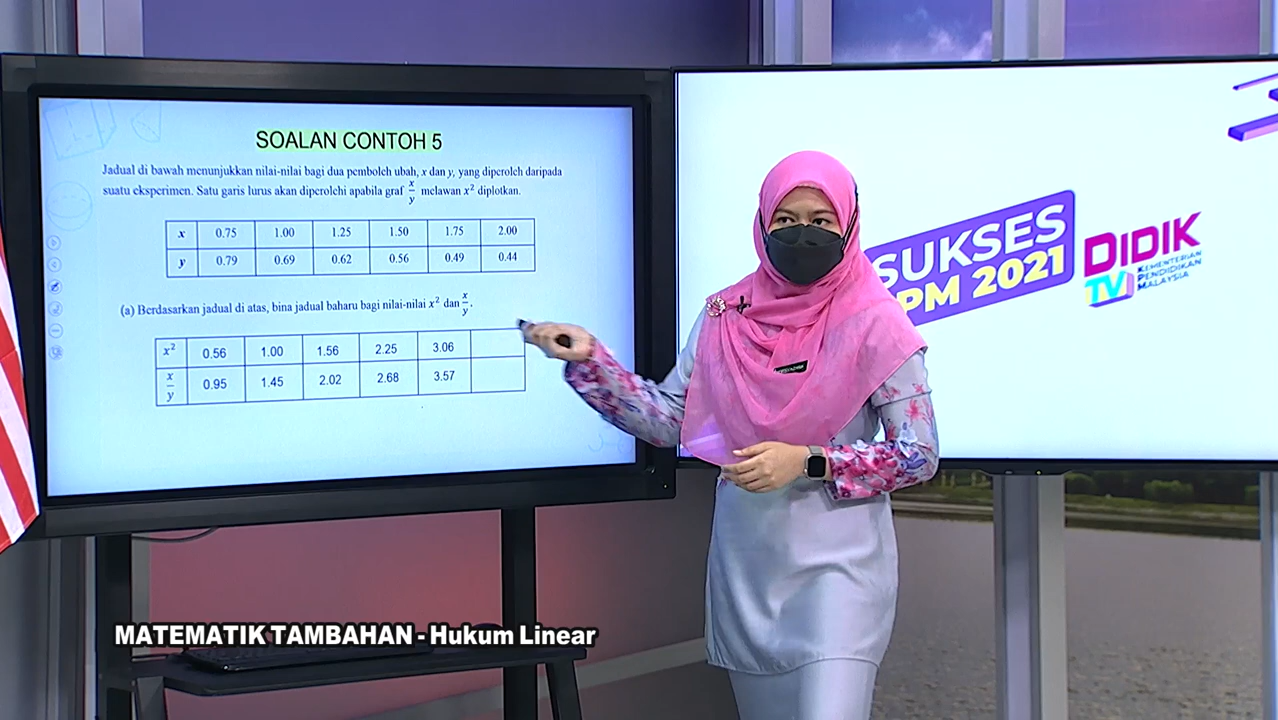 SOALAN CONTOH 5
Jadual di bawah menunjukkan nilai-nilai bagi dua pemboleh ubah, x dan y, yang diperoleh daripada
suatu eksperimen. Satu garis lurus akan diperolehi apabila graf x/y melawan x² diplotkan.
x 0.75 1.00 1.25 1.50 1.75 2.00
y 0.79 0.69 0.62 0.56 0.49 0.44
(a) Berdasarkan jadual di atas, bina jadual baharu bagi nilai-nilai x² dan x/y.
x² 0.56 1.00 1.56 2.25 3.06
x/y 0.95 1.45 2.02 2.68 3.57
SUKSES
PM 2021
DIDIK
TV
KEMENTERIAN
PENDIDIKAN
MALAYSIA
MATEMATIK TAMBAHAN - Hukum Linear